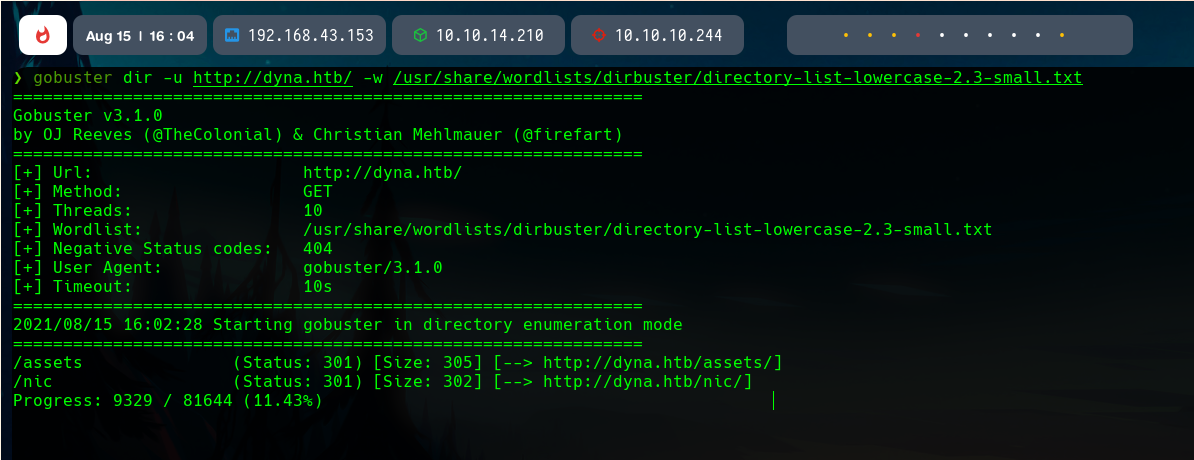 Aug 15 | 16 : 04 192.168.43.153 10.10.14.210 10.10.10.244
❯ gobuster dir -u http://dyna.htb/ -w /usr/share/wordlists/dirbuster/directory-list-lowercase-2.3-small.txt
===============================================================
Gobuster v3.1.0
by OJ Reeves (@TheColonial) & Christian Mehlmauer (@firefart)
===============================================================
[+] Url:                     http://dyna.htb/
[+] Method:                  GET
[+] Threads:                 10
[+] Wordlist:                /usr/share/wordlists/dirbuster/directory-list-lowercase-2.3-small.txt
[+] Negative Status codes:   404
[+] User Agent:              gobuster/3.1.0
[+] Timeout:                 10s
===============================================================
2021/08/15 16:02:28 Starting gobuster in directory enumeration mode
===============================================================
/assets               (Status: 301) [Size: 305] [--> http://dyna.htb/assets/]
/nic                  (Status: 301) [Size: 302] [--> http://dyna.htb/nic/]
Progress: 9329 / 81644 (11.43%)